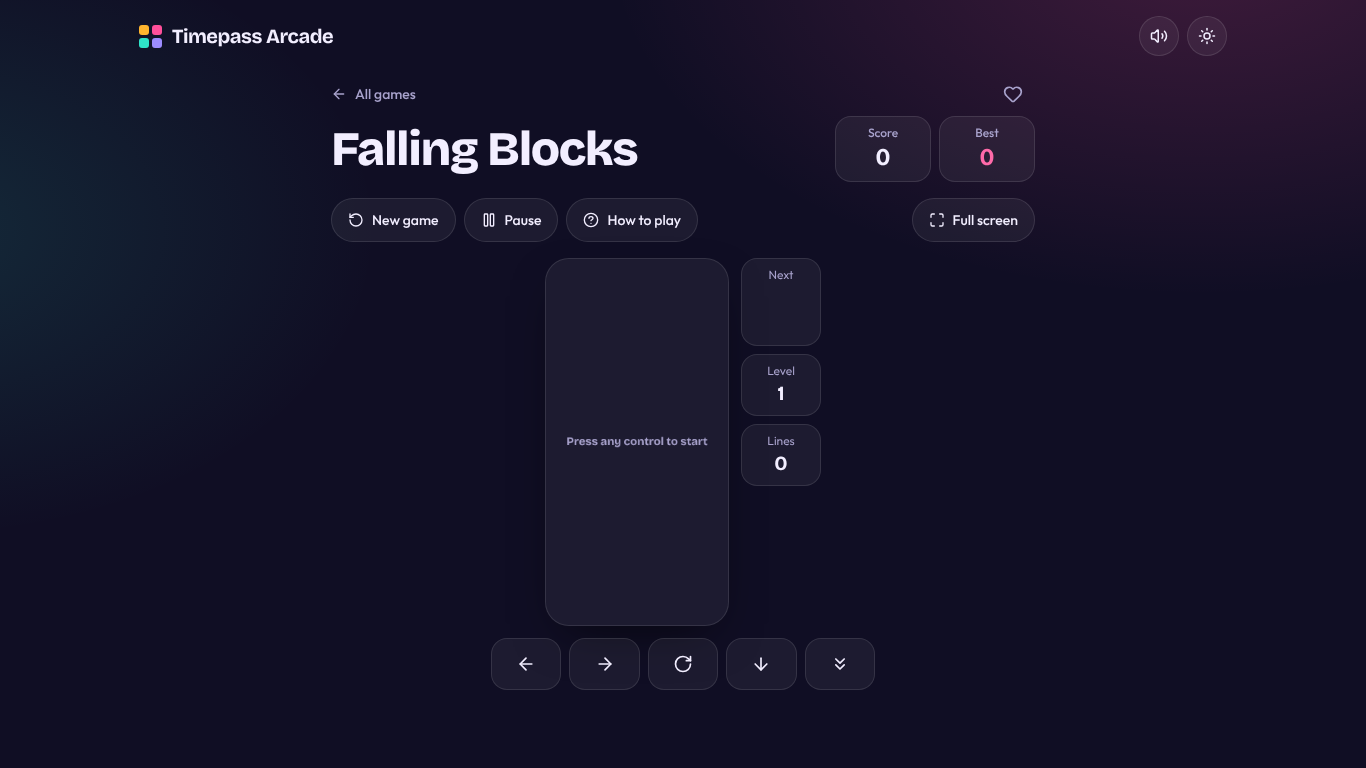 Timepass Arcade
All games
Falling Blocks
Score
0
Best
0
New game
Pause
How to play
Full screen
Next
Level
1
Press any control to start
Lines
0